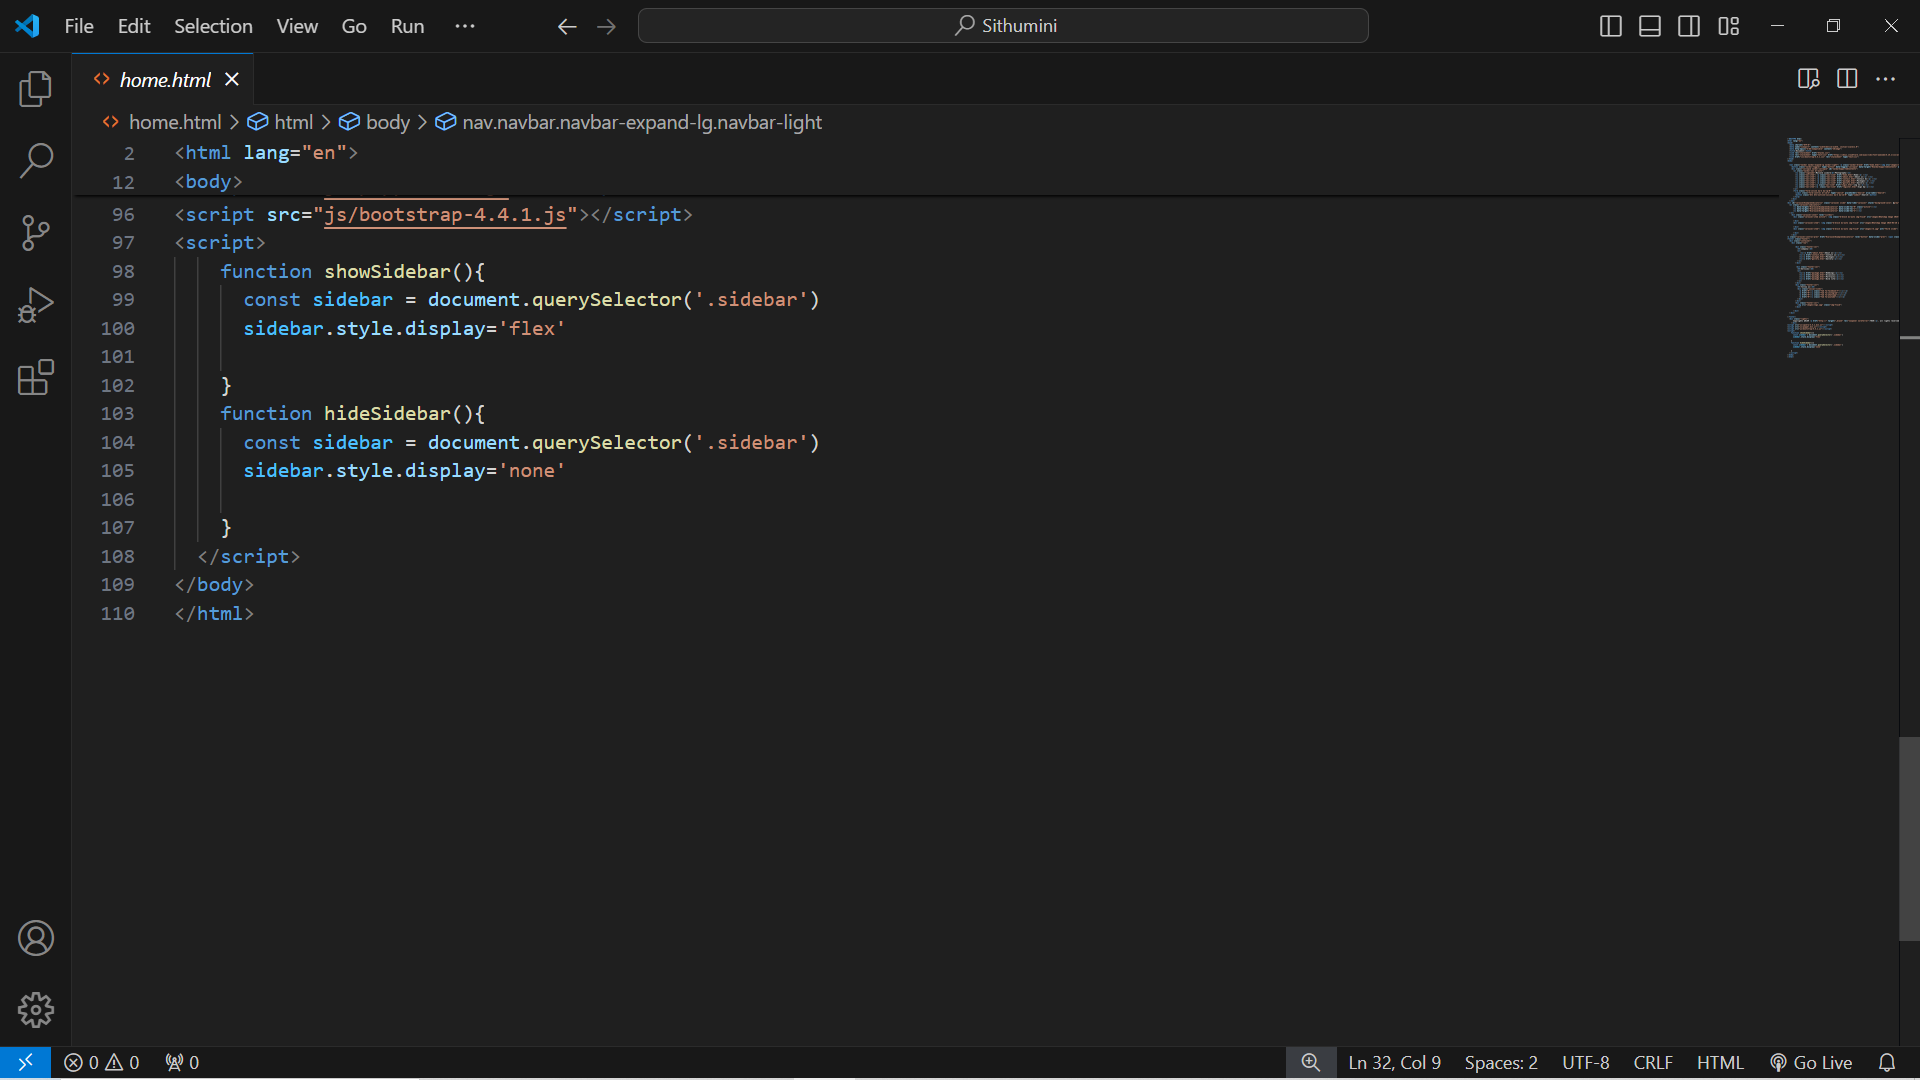 File Edit Selection View Go Run ··· Sithumini
home.html
home.html > html > body > nav.navbar.navbar-expand-lg.navbar-light
2 <html lang="en">
12 <body>
96 <script src="js/bootstrap-4.4.1.js"></script>
97 <script>
98 function showSidebar(){
99 const sidebar = document.querySelector('.sidebar')
100 sidebar.style.display='flex'
101
102 }
103 function hideSidebar(){
104 const sidebar = document.querySelector('.sidebar')
105 sidebar.style.display='none'
106
107 }
108 </script>
109 </body>
110 </html>
0 0 0 Ln 32, Col 9 Spaces: 2 UTF-8 CRLF HTML Go Live